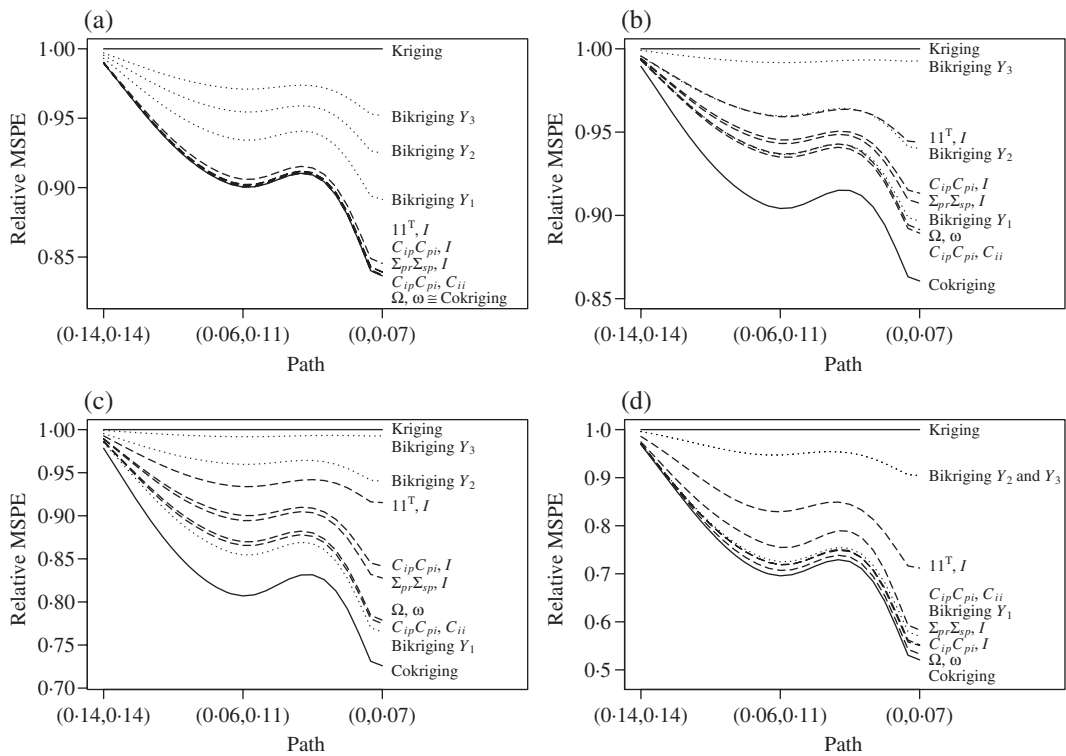 (a)
Relative MSPE
1·00
0·95
0·90
0·85
Kriging
Bikriging Y3
Bikriging Y2
Bikriging Y1
11ᵀ, I
CipCpi, I
ΣprΣsp, I
CipCpi, Cii
Ω, ω ≅ Cokriging
(0·14,0·14) (0·06,0·11) (0,0·07)
Path
(b)
Relative MSPE
1·00
0·95
0·90
0·85
Kriging
Bikriging Y3
11ᵀ, I
Bikriging Y2
CipCpi, I
ΣprΣsp, I
Bikriging Y1
Ω, ω
CipCpi, Cii
Cokriging
(0·14,0·14) (0·06,0·11) (0,0·07)
Path
(c)
Relative MSPE
1·00
0·95
0·90
0·85
0·80
0·75
0·70
Kriging
Bikriging Y3
Bikriging Y2
11ᵀ, I
CipCpi, I
ΣprΣsp, I
Ω, ω
CipCpi, Cii
Bikriging Y1
Cokriging
(0·14,0·14) (0·06,0·11) (0,0·07)
Path
(d)
Relative MSPE
1·0
0·9
0·8
0·7
0·6
0·5
Kriging
Bikriging Y2 and Y3
11ᵀ, I
CipCpi, Cii
Bikriging Y1
ΣprΣsp, I
CipCpi, I
Ω, ω
Cokriging
(0·14,0·14) (0·06,0·11) (0,0·07)
Path